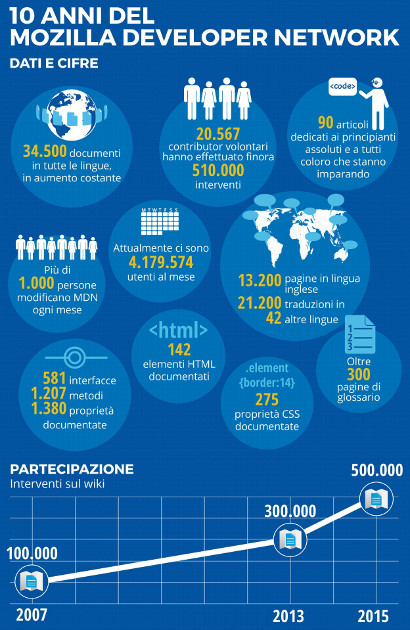 10 ANNI DEL
MOZILLA DEVELOPER NETWORK
DATI E CIFRE
34.500 documenti
in tutte le lingue,
in aumento costante
20.567
contributor volontari
hanno effettuato finora
510.000
interventi
<code>
90 articoli
dedicati ai principianti
assoluti e a tutti
coloro che stanno
imparando
Più di
1.000 persone
modificano MDN
ogni mese
M T W T F S S
Attualmente ci sono
4.179.574
utenti al mese
13.200 pagine in lingua
inglese
21.200 traduzioni in
42 altre lingue
581 interfacce
1.207 metodi
1.380 proprietà
documentate
<html>
142
elementi HTML
documentati
.element
{border:14}
275
proprietà CSS
documentate
1
2
3
Oltre
300
pagine di
glossario
PARTECIPAZIONE
Interventi sul wiki
500.000
300.000
100.000
2007
2013
2015